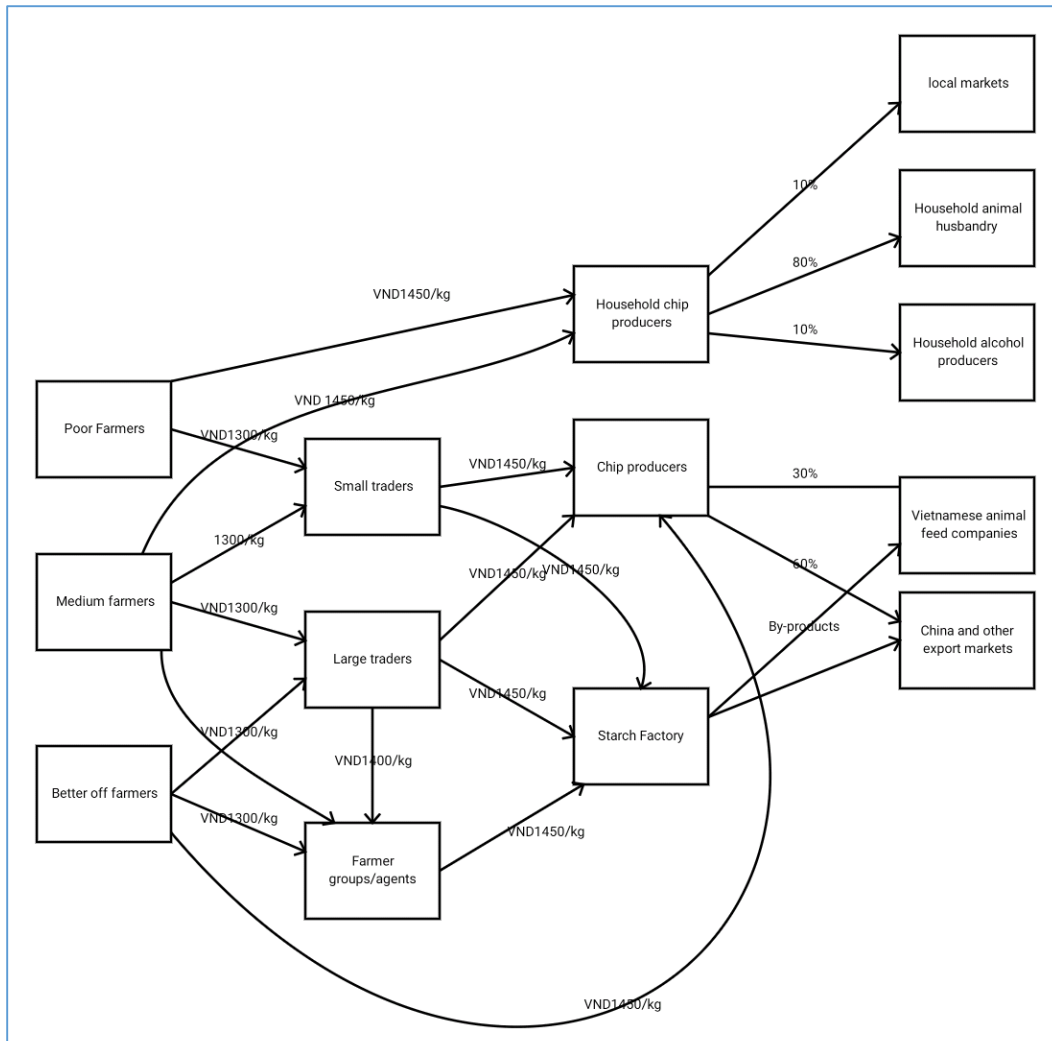 local markets
10%
Household animal
husbandry
80%
VND1450/kg
Household chip
producers
10%
Household alcohol
producers
VND 1450/kg
Poor Farmers
VND1300/kg
Small traders
VND1450/kg
Chip producers
30%
Vietnamese animal
feed companies
1300/kg
VND1450/kg
VND1450/kg
60%
Medium farmers
VND1300/kg
By-products
China and other
export markets
Large traders
VND1450/kg
Starch Factory
VND1300/kg
VND1400/kg
Better off farmers
VND1300/kg
VND1450/kg
Farmer
groups/agents
VND1450/kg